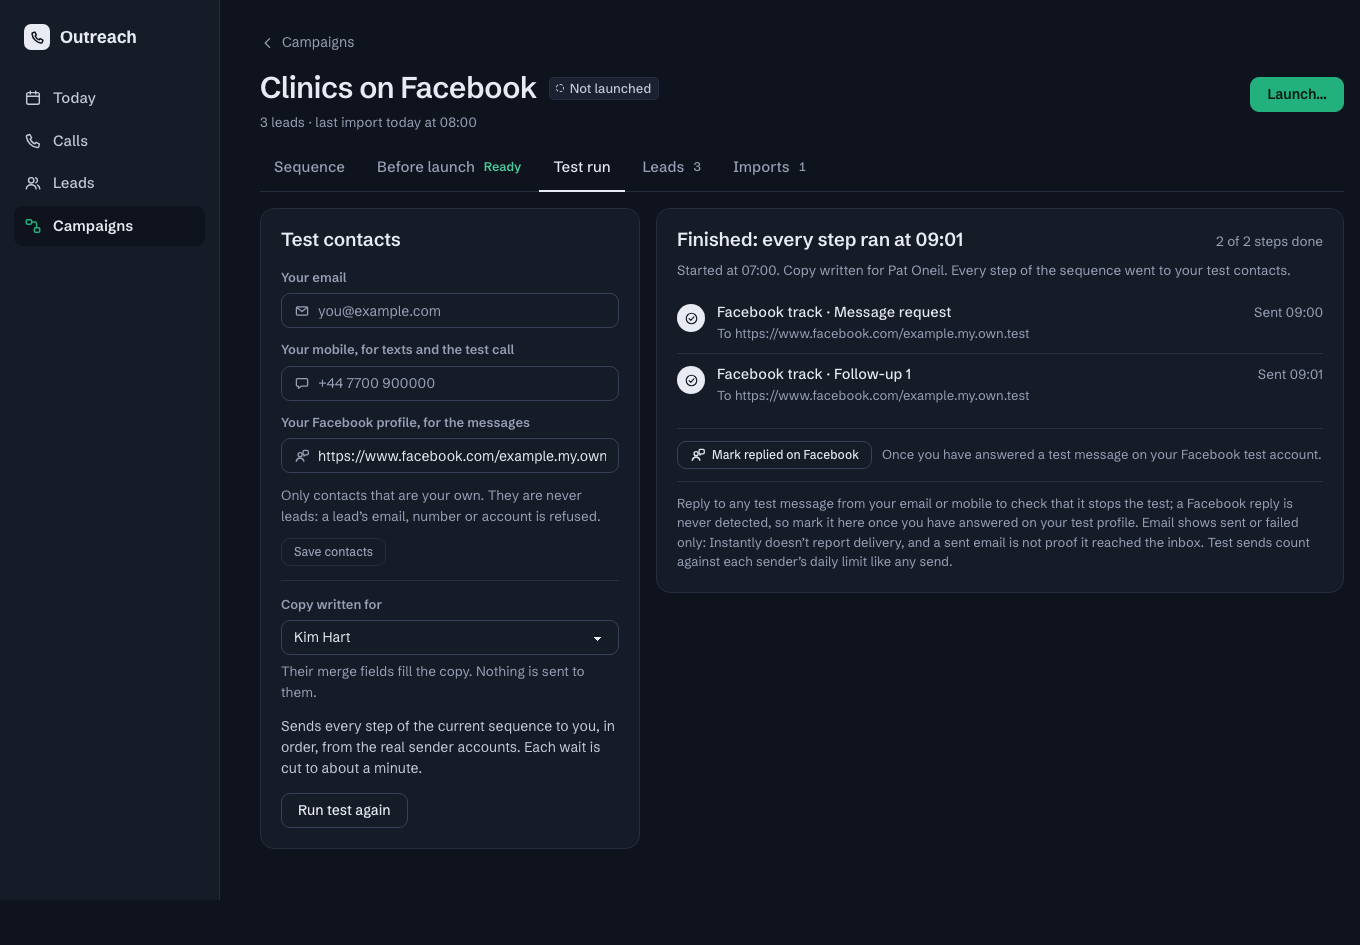 Outreach
Today
Calls
Leads
Campaigns
Campaigns
Clinics on Facebook
Not launched
3 leads · last import today at 08:00
Launch...
Sequence
Before launch Ready
Test run
Leads 3
Imports 1
Test contacts
Your email
you@example.com
Your mobile, for texts and the test call
+44 7700 900000
Your Facebook profile, for the messages
https://www.facebook.com/example.my.own
Only contacts that are your own. They are never
leads: a lead’s email, number or account is refused.
Save contacts
Copy written for
Kim Hart
Their merge fields fill the copy. Nothing is sent to
them.
Sends every step of the current sequence to you, in
order, from the real sender accounts. Each wait is
cut to about a minute.
Run test again
Finished: every step ran at 09:01
2 of 2 steps done
Started at 07:00. Copy written for Pat Oneil. Every step of the sequence went to your test contacts.
Facebook track · Message request
Sent 09:00
To https://www.facebook.com/example.my.own.test
Facebook track · Follow-up 1
Sent 09:01
To https://www.facebook.com/example.my.own.test
Mark replied on Facebook
Once you have answered a test message on your Facebook test account.
Reply to any test message from your email or mobile to check that it stops the test; a Facebook reply is
never detected, so mark it here once you have answered on your test profile. Email shows sent or failed
only: Instantly doesn’t report delivery, and a sent email is not proof it reached the inbox. Test sends count
against each sender’s daily limit like any send.